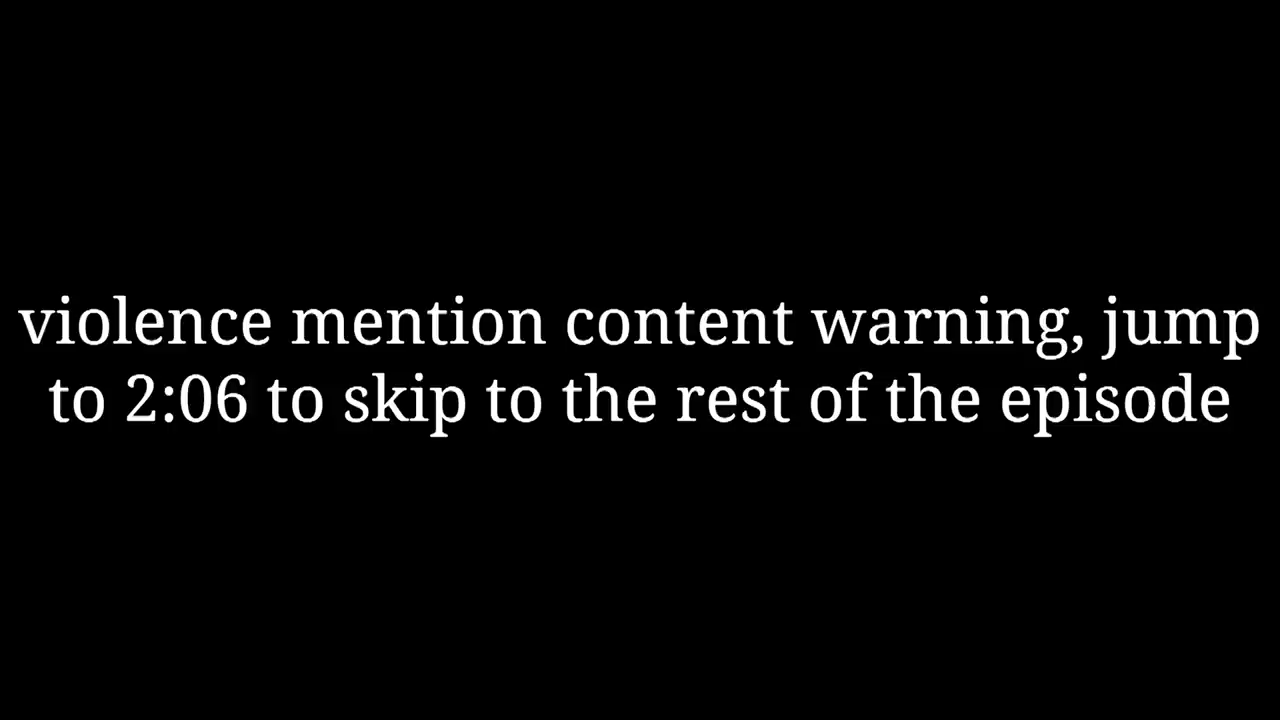 violence mention content warning, jump
to 2:06 to skip to the rest of the episode